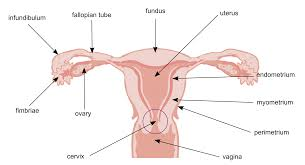 fundus
fallopian tube
uterus
infundibulum
endometrium
myometrium
fimbriae
ovary
perimetrium
cervix
vagina